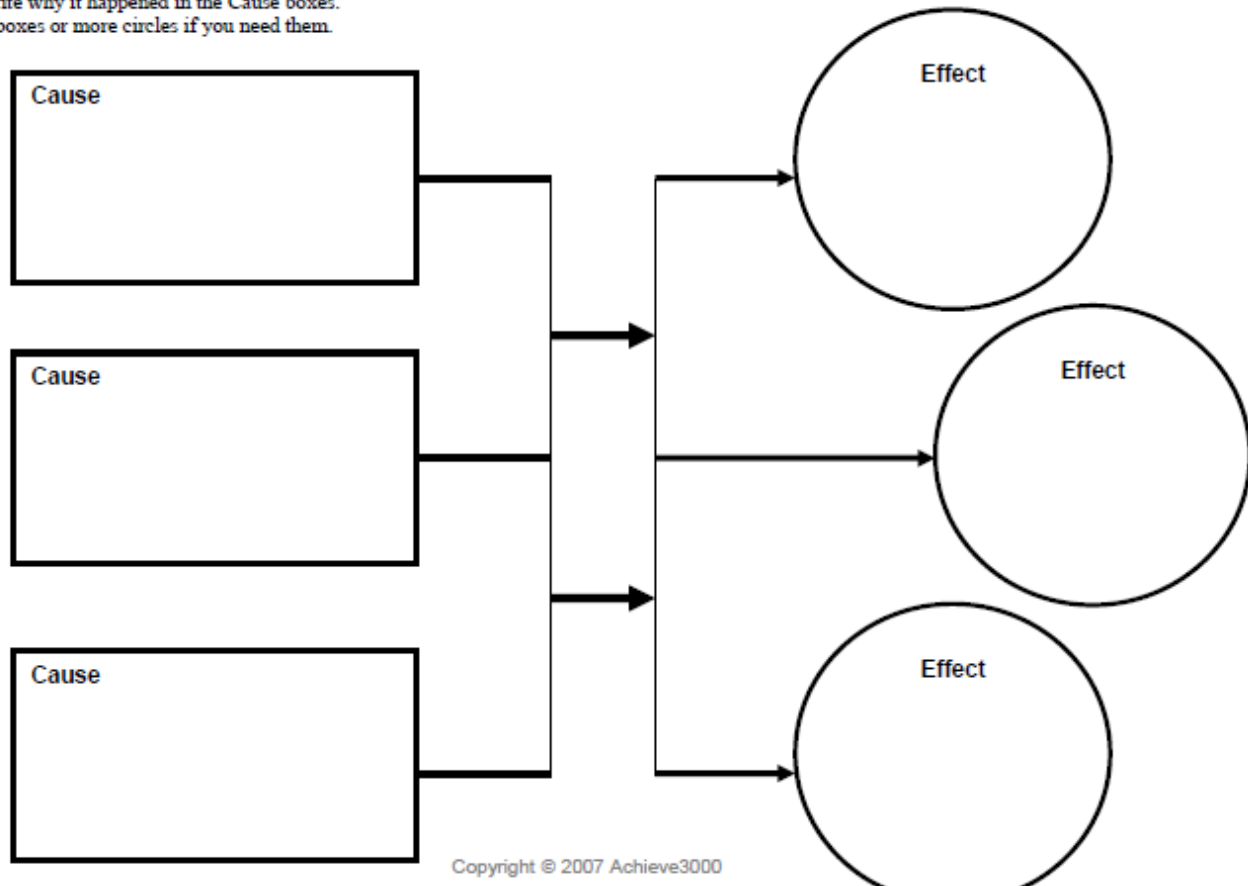 why it happened in the Cause boxes.
boxes or more circles if you need them.
Cause
Effect
Cause
Effect
Cause
Effect
Copyright © 2007 Achieve3000